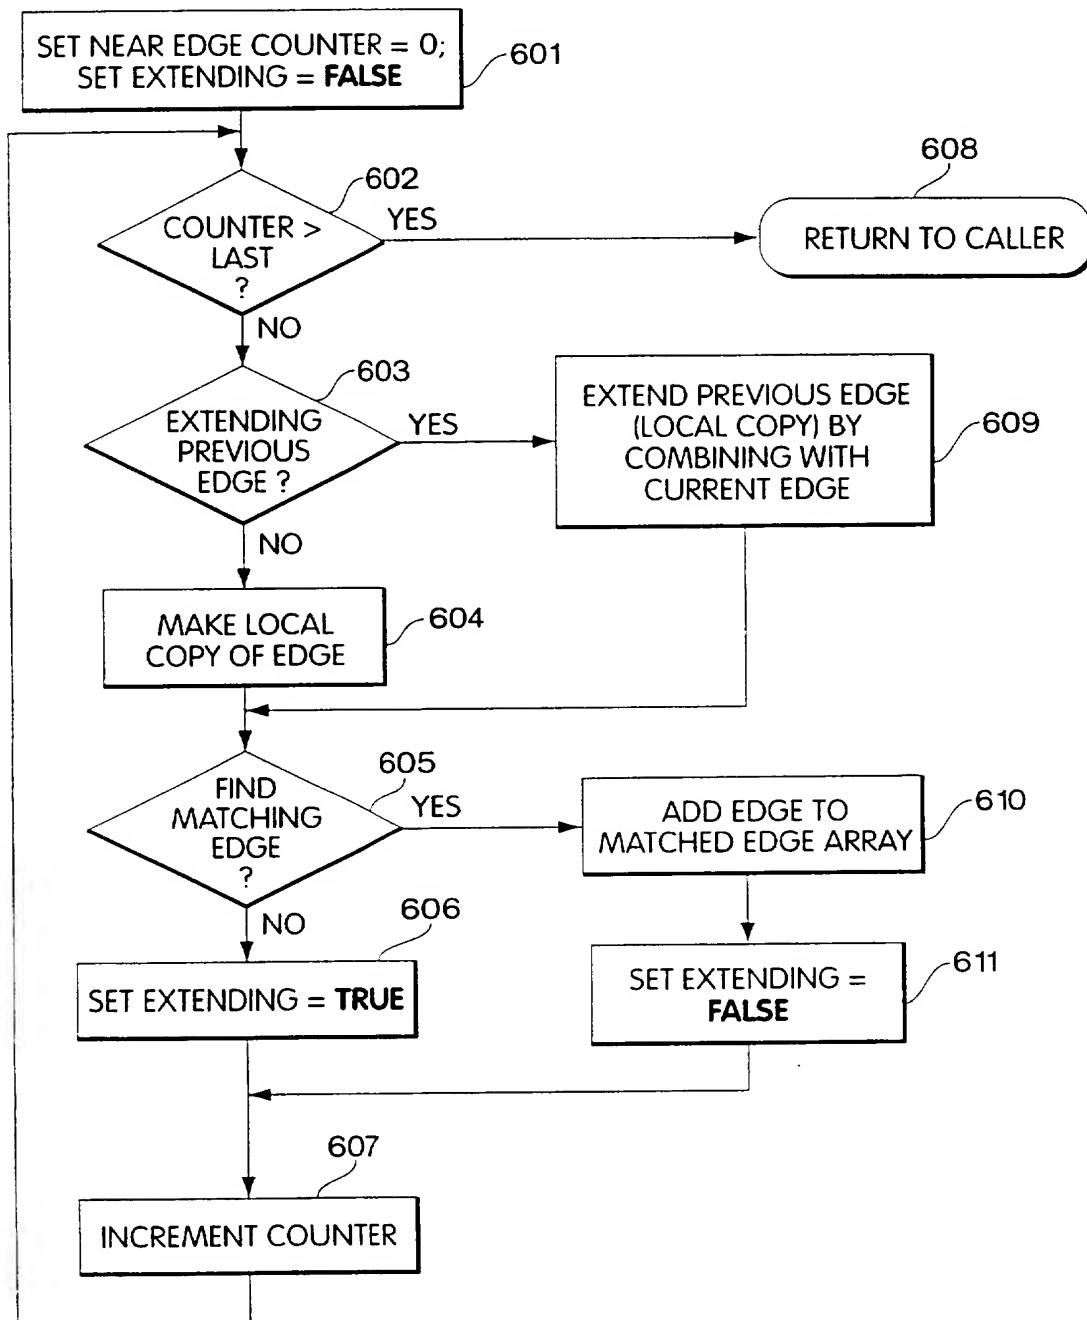 SET NEAR EDGE COUNTER = 0;
SET EXTENDING = FALSE
601
602
COUNTER >
LAST
?
YES
608
RETURN TO CALLER
NO
603
EXTENDING
PREVIOUS
EDGE ?
YES
EXTEND PREVIOUS EDGE
(LOCAL COPY) BY
COMBINING WITH
CURRENT EDGE
609
NO
MAKE LOCAL
COPY OF EDGE
604
605
FIND
MATCHING
EDGE
?
YES
ADD EDGE TO
MATCHED EDGE ARRAY
610
NO
606
SET EXTENDING = TRUE
SET EXTENDING =
FALSE
611
607
INCREMENT COUNTER